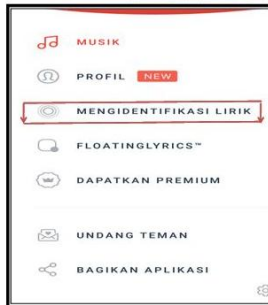 MUSIK
PROFIL NEW
MENGIDENTIFIKASI LIRIK
FLOATINGLYRICS™
DAPATKAN PREMIUM
UNDANG TEMAN
BAGIKAN APLIKASI